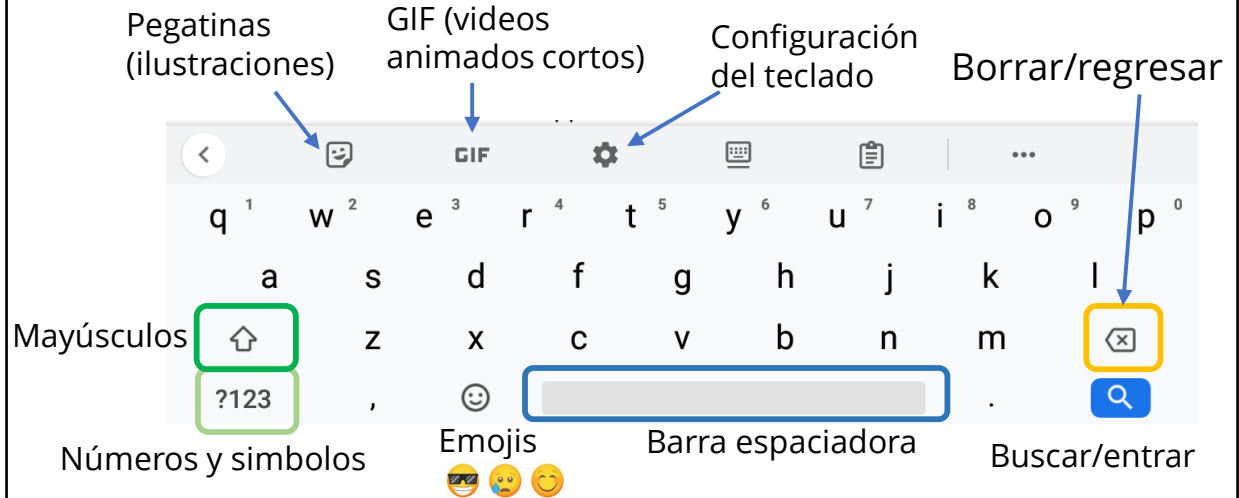 Pegatinas
(ilustraciones)
GIF (videos
animados cortos)
Configuración
del teclado
Borrar/regresar
GIF
q 1 w 2 e 3 r 4 t 5 y 6 u 7 i 8 o 9 p 0
a s d f g h j k l
Mayúsculos
z x c v b n m
?123 , .
Números y simbolos
Emojis
Barra espaciadora
Buscar/entrar